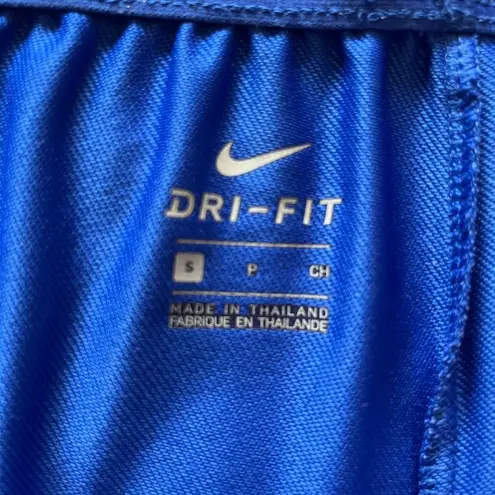 DRI-FIT
S P CH
MADE IN THAILAND
FABRIQUE EN THAILANDE